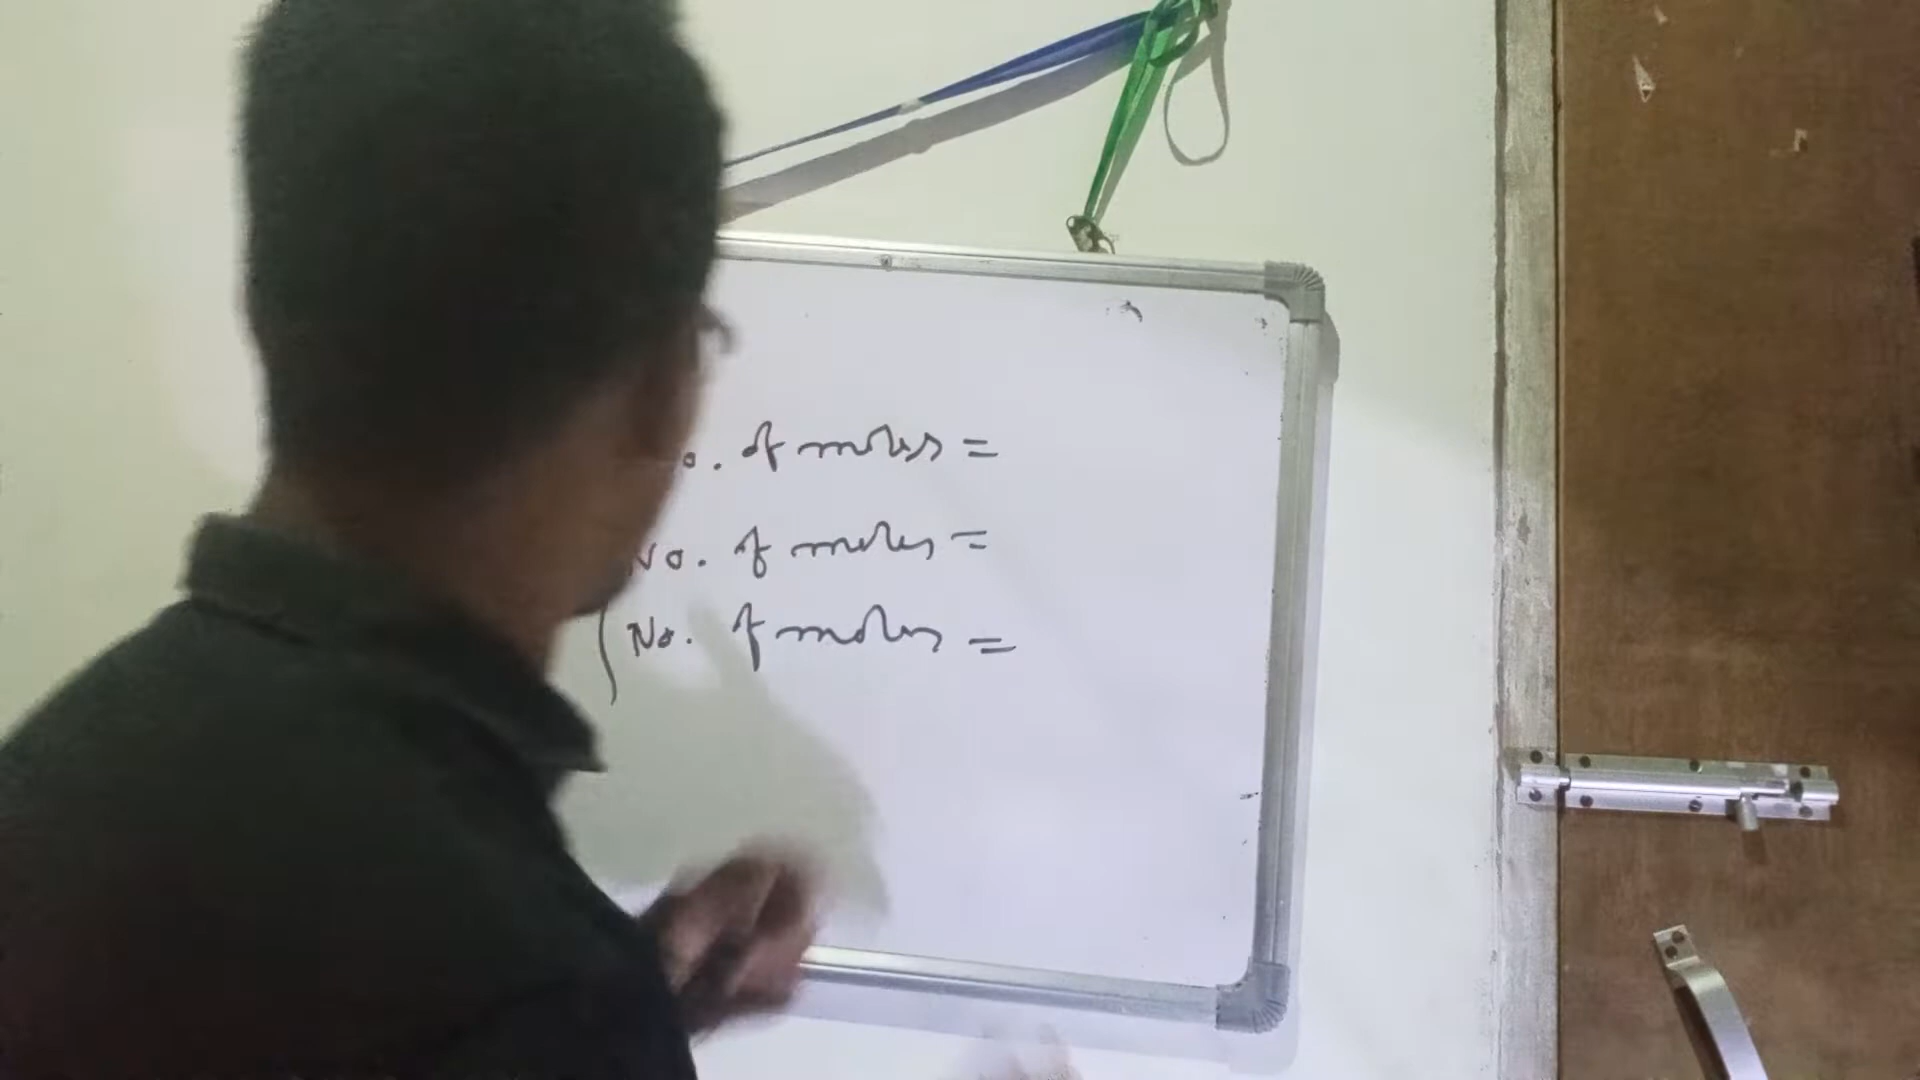 o. of moles =
No. of moles =
No. of moles =